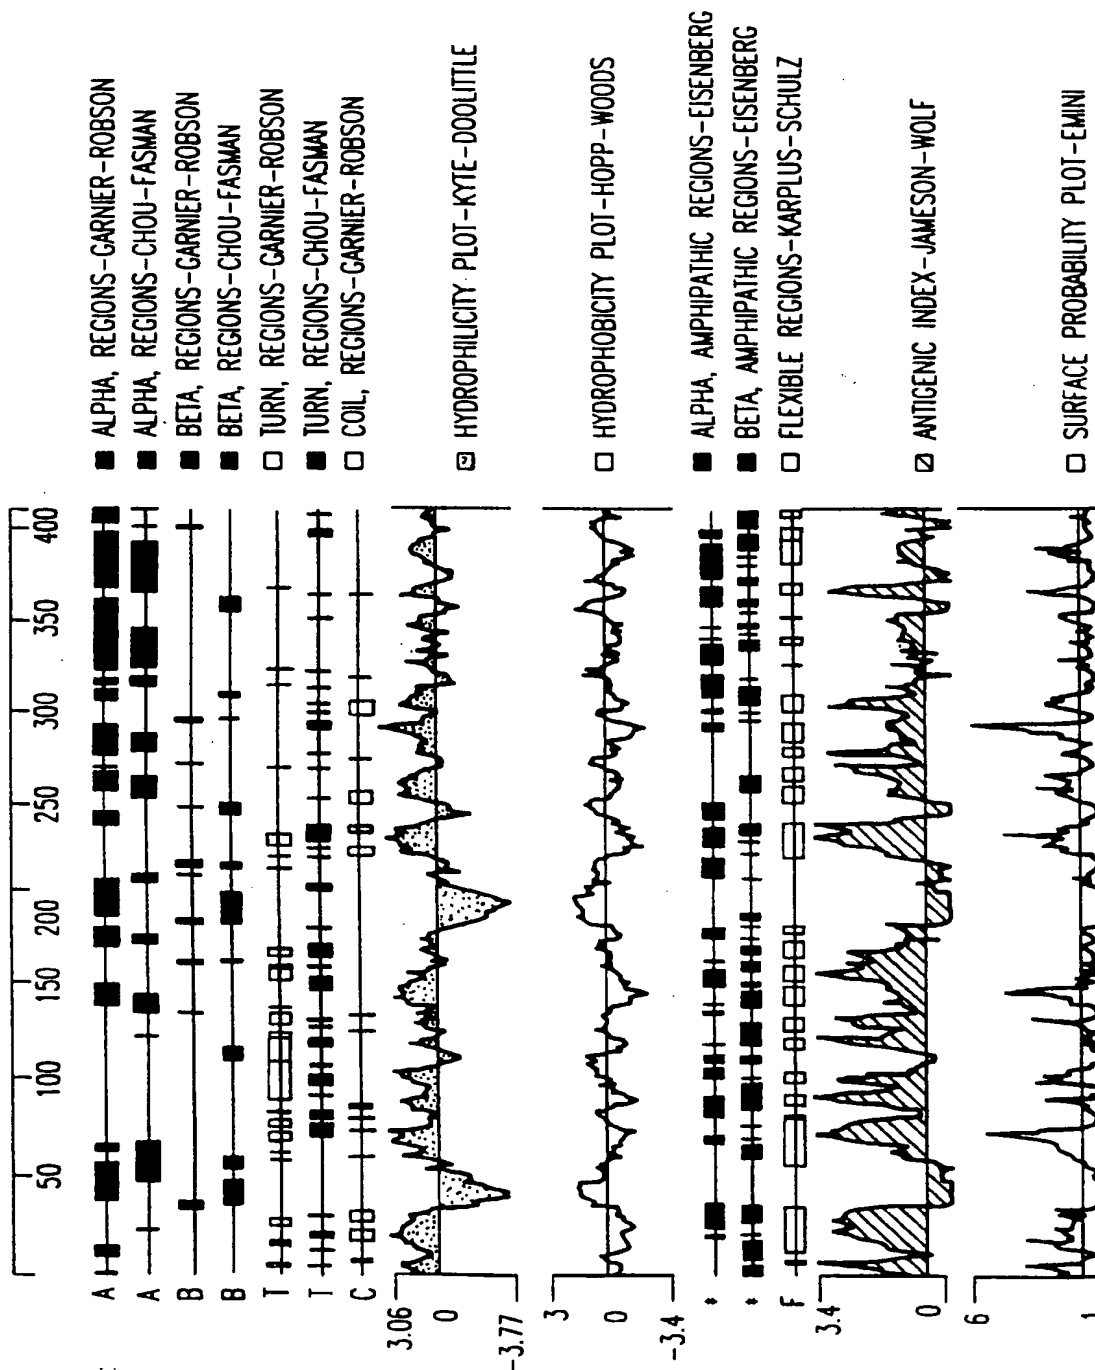 50 100 150 200 250 300 350 400
A ALPHA, REGIONS-GARNIER-ROBSON
A ALPHA, REGIONS-CHOU-FASMAN
B BETA, REGIONS-GARNIER-ROBSON
B BETA, REGIONS-CHOU-FASMAN
T TURN, REGIONS-GARNIER-ROBSON
T TURN, REGIONS-CHOU-FASMAN
C COIL, REGIONS-GARNIER-ROBSON
3.06
0 HYDROPHILICITY PLOT-KYTE-DOOLITTLE
-3.77
3
0 HYDROPHOBICITY PLOT-HOPP-WOODS
-3.4
* ALPHA, AMPHIPATHIC REGIONS-EISENBERG
* BETA, AMPHIPATHIC REGIONS-EISENBERG
F FLEXIBLE REGIONS-KARPLUS-SCHULZ
3.4
0 ANTIGENIC INDEX-JAMESON-WOLF
6
1 SURFACE PROBABILITY PLOT-EMINI